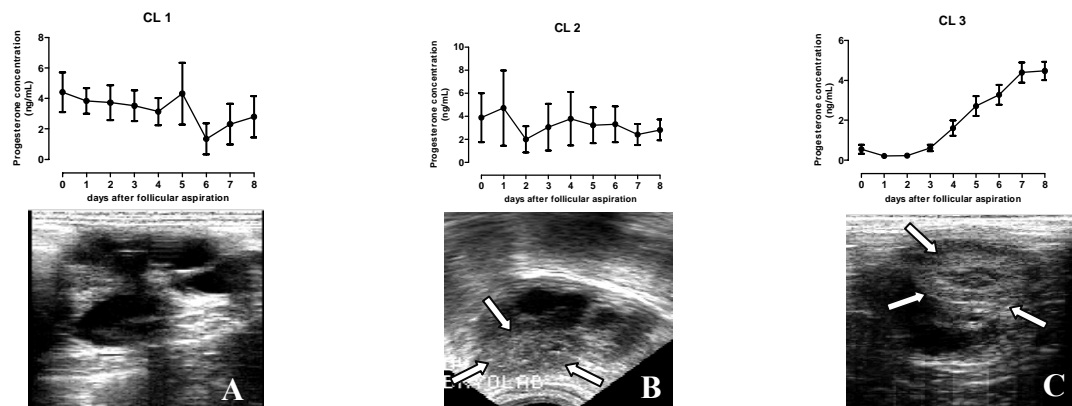 CL 1
Progesterone concentration
(ng/mL)
8
6
4
2
0
0 1 2 3 4 5 6 7 8
days after follicular aspiration
A
CL 2
Progesterone concentration
(ng/mL)
10
8
6
4
2
0
0 1 2 3 4 5 6 7 8
days after follicular aspiration
B
CL 3
Progesterone concentration
(ng/mL)
6
4
2
0
0 1 2 3 4 5 6 7 8
days after follicular aspiration
C